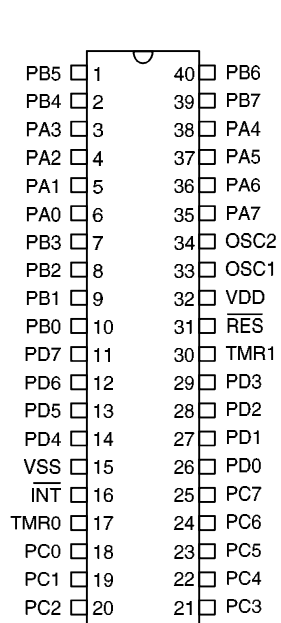 PB5 1 40 PB6
PB4 2 39 PB7
PA3 3 38 PA4
PA2 4 37 PA5
PA1 5 36 PA6
PA0 6 35 PA7
PB3 7 34 OSC2
PB2 8 33 OSC1
PB1 9 32 VDD
PB0 10 31 RES
PD7 11 30 TMR1
PD6 12 29 PD3
PD5 13 28 PD2
PD4 14 27 PD1
VSS 15 26 PD0
INT 16 25 PC7
TMR0 17 24 PC6
PC0 18 23 PC5
PC1 19 22 PC4
PC2 20 21 PC3